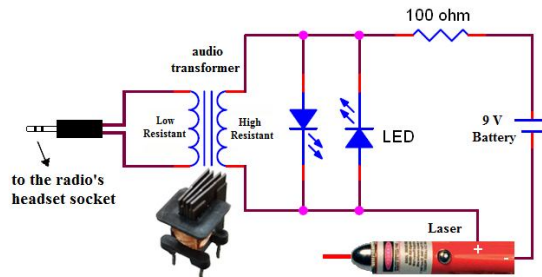 100 ohm
audio
transformer
Low
Resistant
High
Resistant
LED
9 V
Battery
to the radio's
headset socket
Laser
+
-